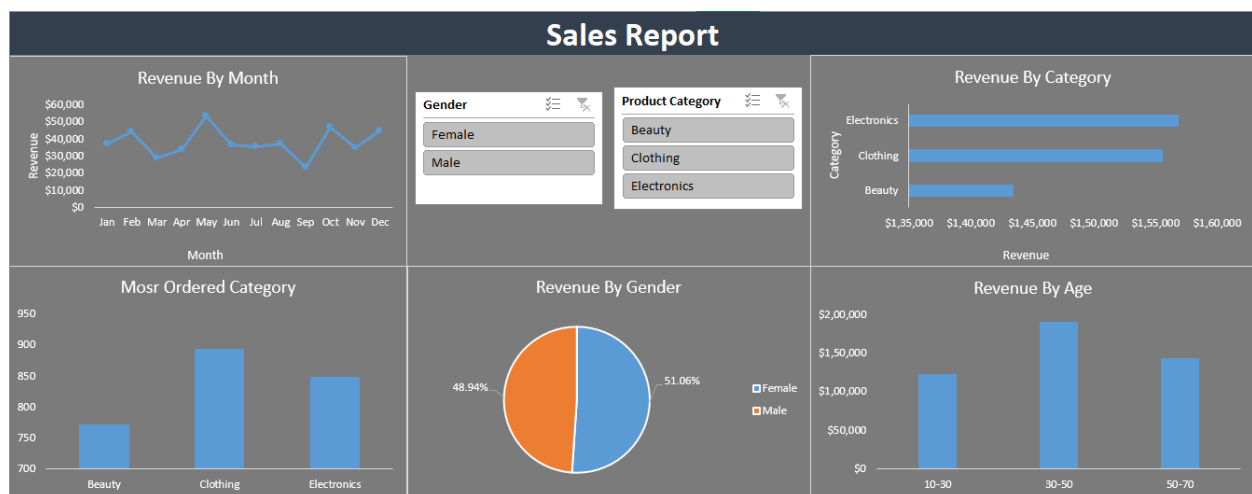 Sales Report
Revenue By Month
$60,000
$50,000
$40,000
$30,000
$20,000
$10,000
$0
Revenue
Jan Feb Mar Apr May Jun Jul Aug Sep Oct Nov Dec
Month
Gender
Female
Male
Product Category
Beauty
Clothing
Electronics
Revenue By Category
Category
Electronics
Clothing
Beauty
$1,35,000 $1,40,000 $1,45,000 $1,50,000 $1,55,000 $1,60,000
Revenue
Mosr Ordered Category
950
900
850
800
750
700
Beauty Clothing Electronics
Revenue By Gender
48.94%
51.06%
Female
Male
Revenue By Age
$2,00,000
$1,50,000
$1,00,000
$50,000
$0
10-30 30-50 50-70